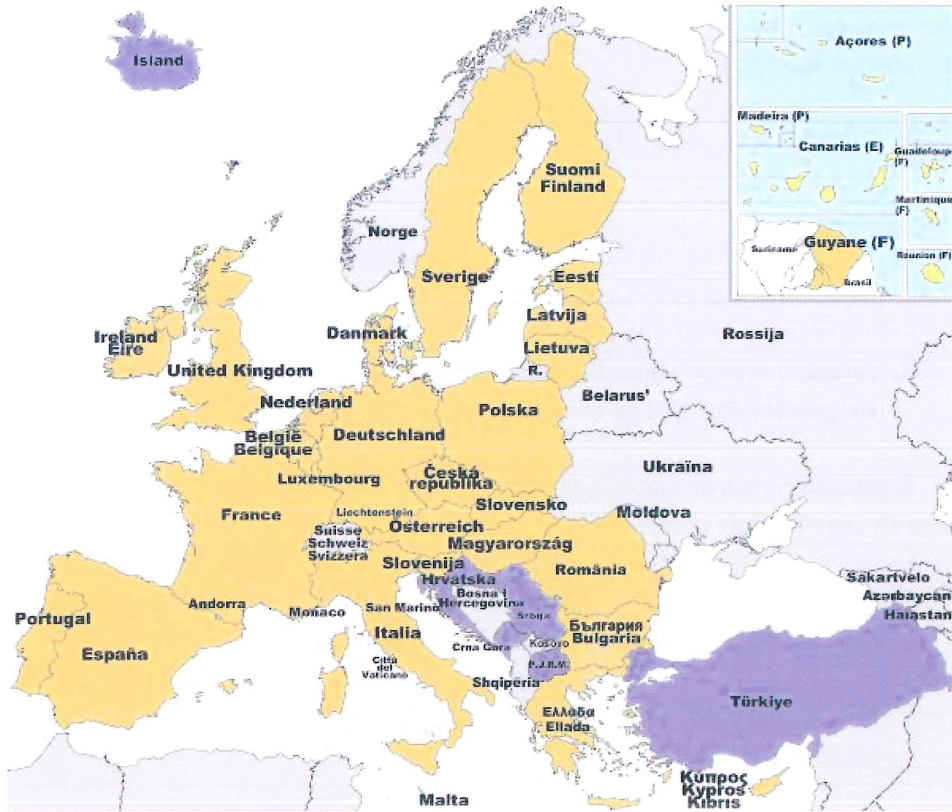 Island
Açores (P)
Madeira (P)
Canarias (E)
Guadeloupe
(F)
Martinique
(F)
Guyane (F)
Suriname
Brasil
Réunion (F)
Suomi
Finland
Norge
Sverige
Eesti
Latvija
Lietuva
R.
Rossija
Danmark
Ireland
Éire
United Kingdom
Nederland
Belarus'
Polska
België
Belgique
Deutschland
Luxembourg
Česká
republika
Ukraïna
Slovensko
Moldova
France
Liechtenstein
Österreich
Suisse
Schweiz
Svizzera
Magyarország
Slovenija
România
Hrvatska
Bosna i
Hercegovina
Srbija
Sakartvelo
Azərbaycan
Haïastan
Portugal
España
Andorra
Monaco
San Marino
Italia
Città
del
Vaticano
Crna Gora
Kosovo
България
Bulgaria
P.J.R.M.
Shqipëria
Ελλάδα
Ellada
Türkiye
Malta
Κύπρος
Kypros
Kıbrıs